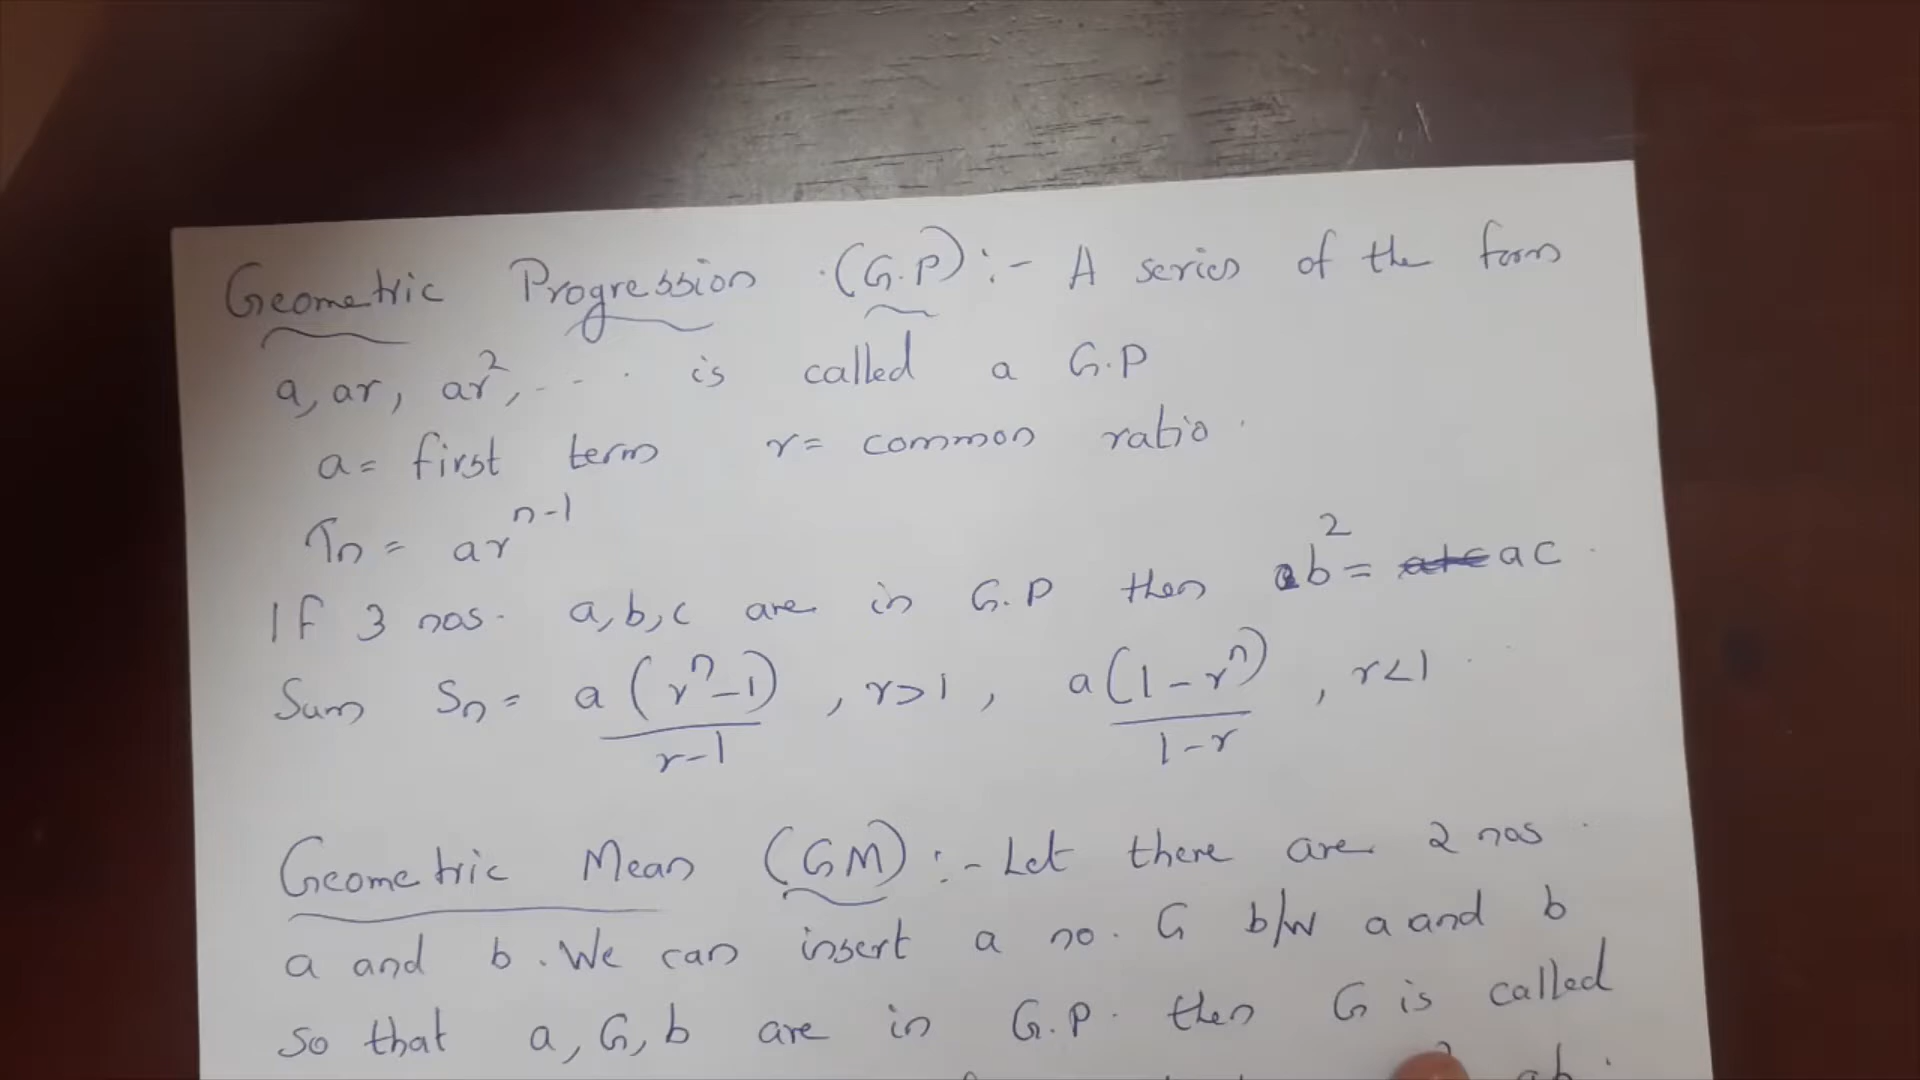 Geometric Progression (G.P) :- A series of the form
a, ar, ar², - - - . is called a G.P
a = first term r = common ratio.
Tn = ar^(n-1)
If 3 nos. a, b, c are in G.P then b² = ac
Sum Sn = a(r^n - 1)/(r-1), r>1, a(1-r^n)/(1-r), r<1
Geometric Mean (GM) :- Let there are 2 nos.
a and b. We can insert a no. G b/w a and b
so that a, G, b are in G.P. then G is called
ab.